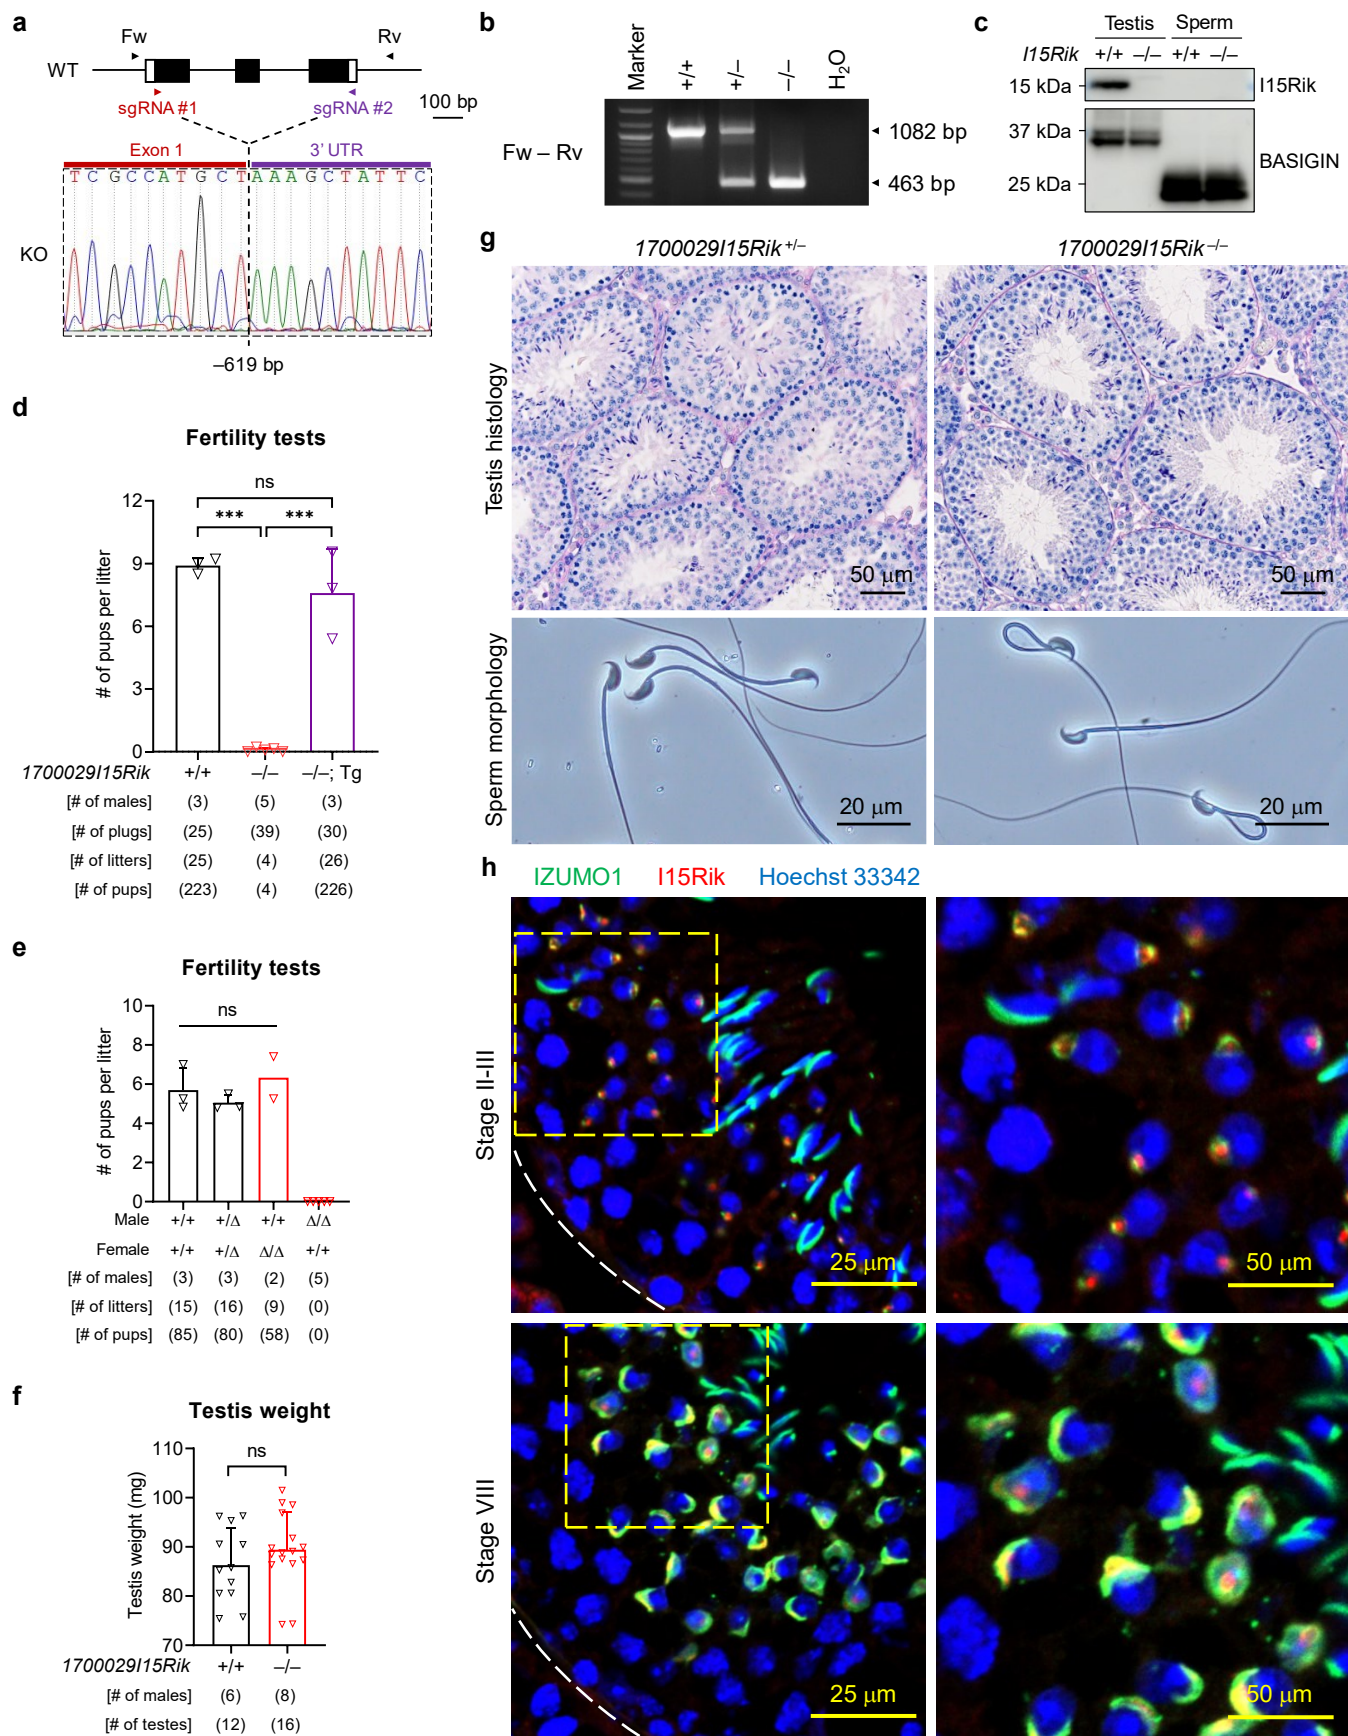 a
Fw
Rv
WT
sgRNA #1
sgRNA #2
100 bp
Exon 1
3' UTR
T C G C C A T G C T A A A G C T A T T C
KO
–619 bp
b
Marker
+/+
+/–
–/–
H2O
Fw – Rv
1082 bp
463 bp
c
Testis Sperm
I15Rik +/+ –/– +/+ –/–
15 kDa
I15Rik
37 kDa
25 kDa
BASIGIN
d
Fertility tests
ns
*** ***
# of pups per litter
12
9
6
3
0
1700029I15Rik +/+ –/– –/–; Tg
[# of males] (3) (5) (3)
[# of plugs] (25) (39) (30)
[# of litters] (25) (4) (26)
[# of pups] (223) (4) (226)
e
Fertility tests
ns
# of pups per litter
10
8
6
4
2
0
Male +/+ +/Δ +/+ Δ/Δ
Female +/+ +/Δ Δ/Δ +/+
[# of males] (3) (3) (2) (5)
[# of litters] (15) (16) (9) (0)
[# of pups] (85) (80) (58) (0)
f
Testis weight
ns
Testis weight (mg)
110
100
90
80
70
1700029I15Rik +/+ –/–
[# of males] (6) (8)
[# of testes] (12) (16)
g
1700029I15Rik+/–
1700029I15Rik–/–
Testis histology
50 μm
50 μm
Sperm morphology
20 μm
20 μm
h
IZUMO1 I15Rik Hoechst 33342
Stage II-III
25 μm
50 μm
Stage VIII
25 μm
50 μm